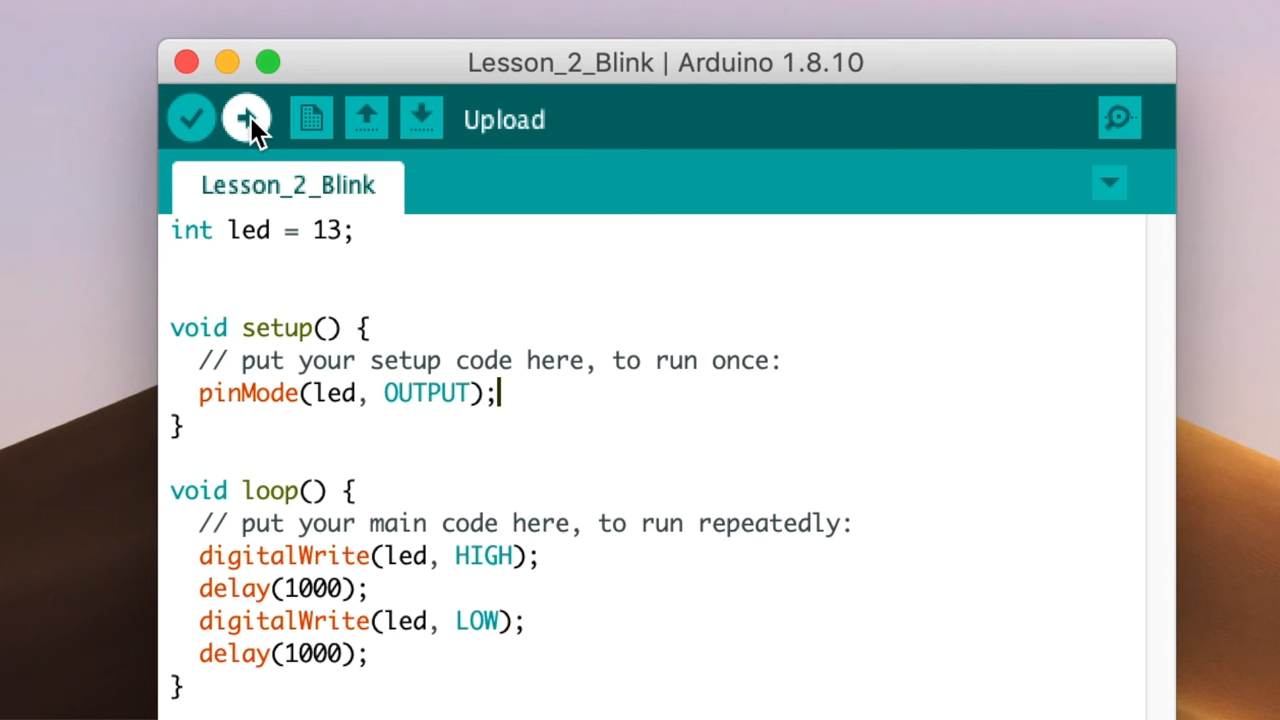 Lesson_2_Blink | Arduino 1.8.10
Upload
Lesson_2_Blink
int led = 13;
void setup() {
  // put your setup code here, to run once:
  pinMode(led, OUTPUT);
}
void loop() {
  // put your main code here, to run repeatedly:
  digitalWrite(led, HIGH);
  delay(1000);
  digitalWrite(led, LOW);
  delay(1000);
}